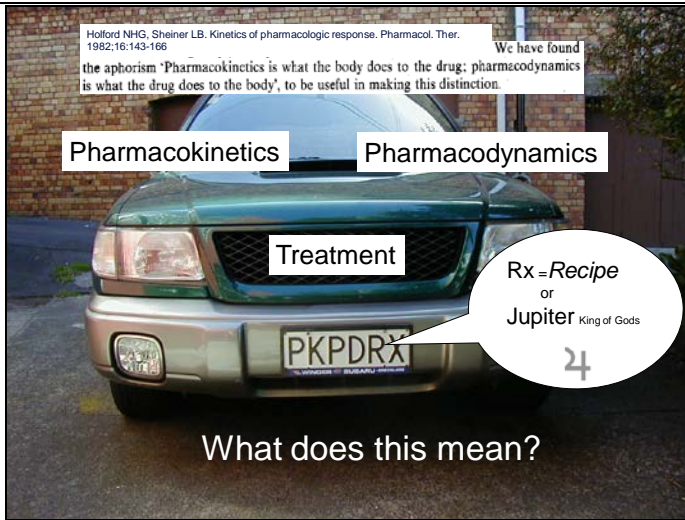 Holford NHG, Sheiner LB. Kinetics of pharmacologic response. Pharmacol. Ther.
1982;16:143-166
We have found
the aphorism 'Pharmacokinetics is what the body does to the drug; pharmacodynamics
is what the drug does to the body', to be useful in making this distinction.
Pharmacokinetics
Pharmacodynamics
Treatment
Rx =Recipe
or
Jupiter King of Gods
♃
PKPDRX
WINGER SUBARU
What does this mean?